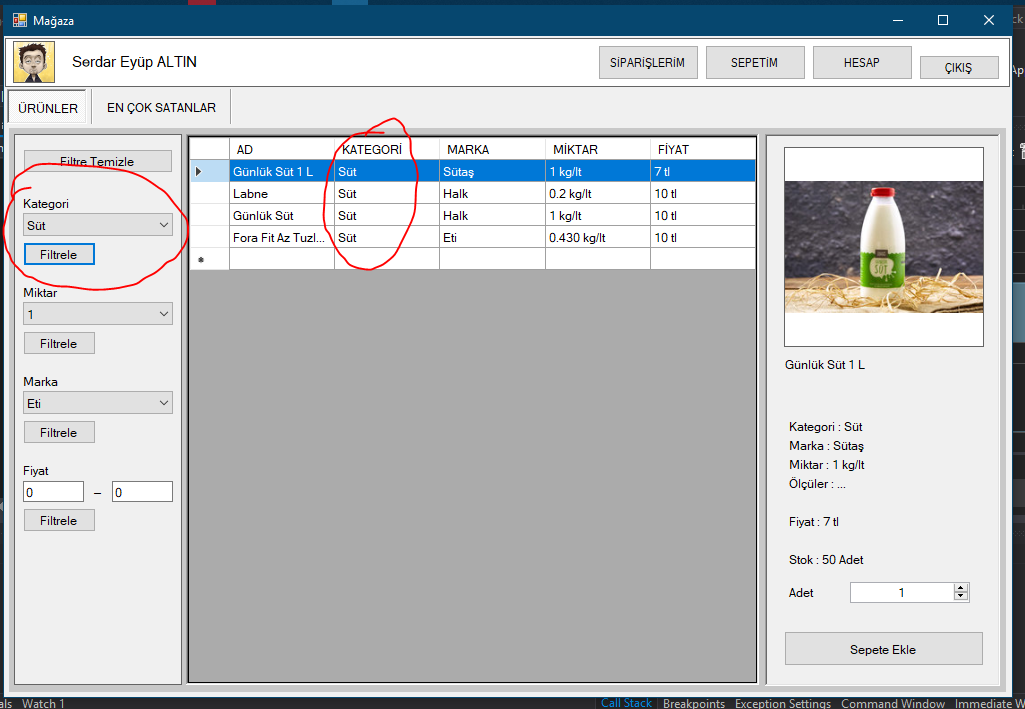 Mağaza
Serdar Eyüp ALTIN
SİPARİŞLERİM
SEPETİM
HESAP
ÇIKIŞ
ÜRÜNLER
EN ÇOK SATANLAR
Filtre Temizle
Kategori
Süt
Filtrele
Miktar
1
Filtrele
Marka
Eti
Filtrele
Fiyat
0 – 0
Filtrele
AD KATEGORİ MARKA MİKTAR FİYAT
Günlük Süt 1 L Süt Sütaş 1 kg/lt 7 tl
Labne Süt Halk 0.2 kg/lt 10 tl
Günlük Süt Süt Halk 1 kg/lt 10 tl
Fora Fit Az Tuzl... Süt Eti 0.430 kg/lt 10 tl
SÜT
Günlük Süt 1 L
Kategori : Süt
Marka : Sütaş
Miktar : 1 kg/lt
Ölçüler : ...
Fiyat : 7 tl
Stok : 50 Adet
Adet 1
Sepete Ekle
als Watch 1
Call Stack Breakpoints Exception Settings Command Window Immediate W